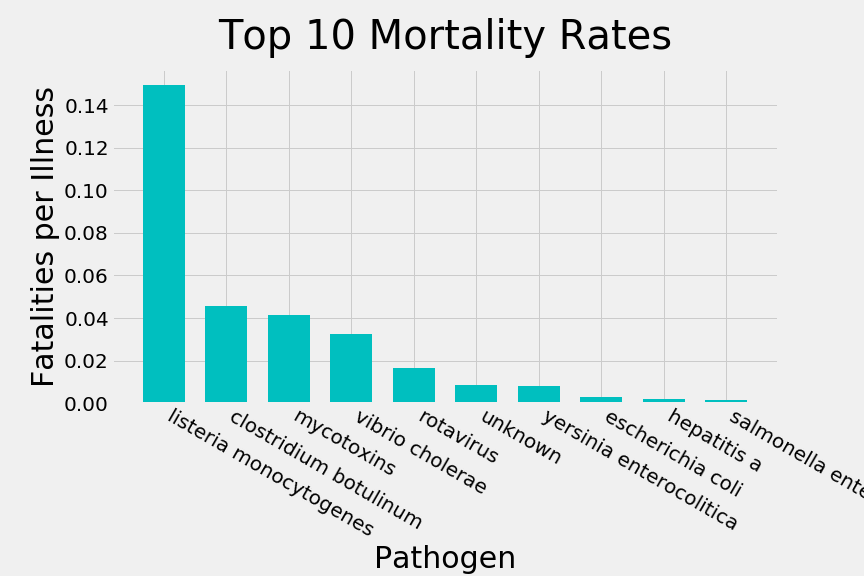 Top 10 Mortality Rates
Fatalities per Illness
0.14
0.12
0.10
0.08
0.06
0.04
0.02
0.00
listeria monocytogenes
clostridium botulinum
mycotoxins
vibrio cholerae
rotavirus
unknown
yersinia enterocolitica
escherichia coli
hepatitis a
salmonella
Pathogen